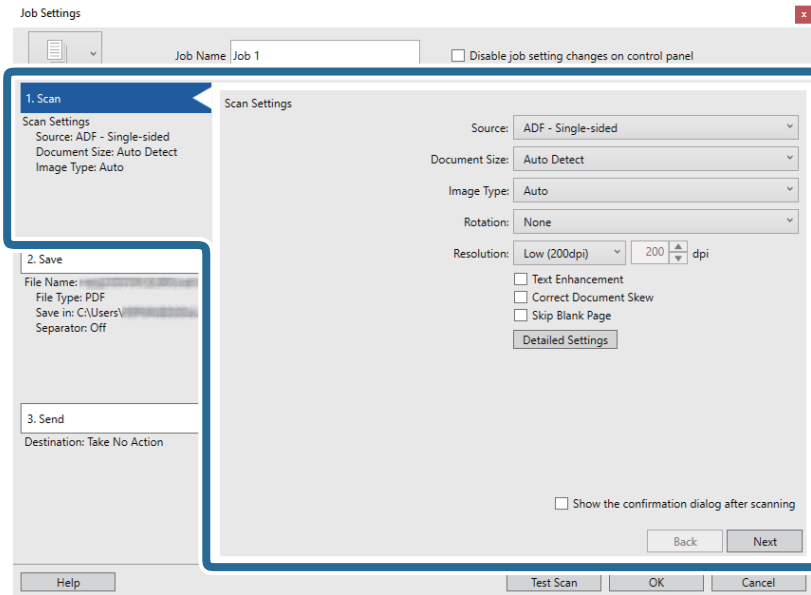 Job Settings
x
Job Name Job 1
Disable job setting changes on control panel
1. Scan
Scan Settings
Source: ADF - Single-sided
Document Size: Auto Detect
Image Type: Auto
Scan Settings
Source: ADF - Single-sided
Document Size: Auto Detect
Image Type: Auto
Rotation: None
Resolution: Low (200dpi) 200 dpi
Text Enhancement
Correct Document Skew
Skip Blank Page
Detailed Settings
2. Save
File Name:
File Type: PDF
Save in: C:\Users\
Separator: Off
3. Send
Destination: Take No Action
Show the confirmation dialog after scanning
Back Next
Help Test Scan OK Cancel